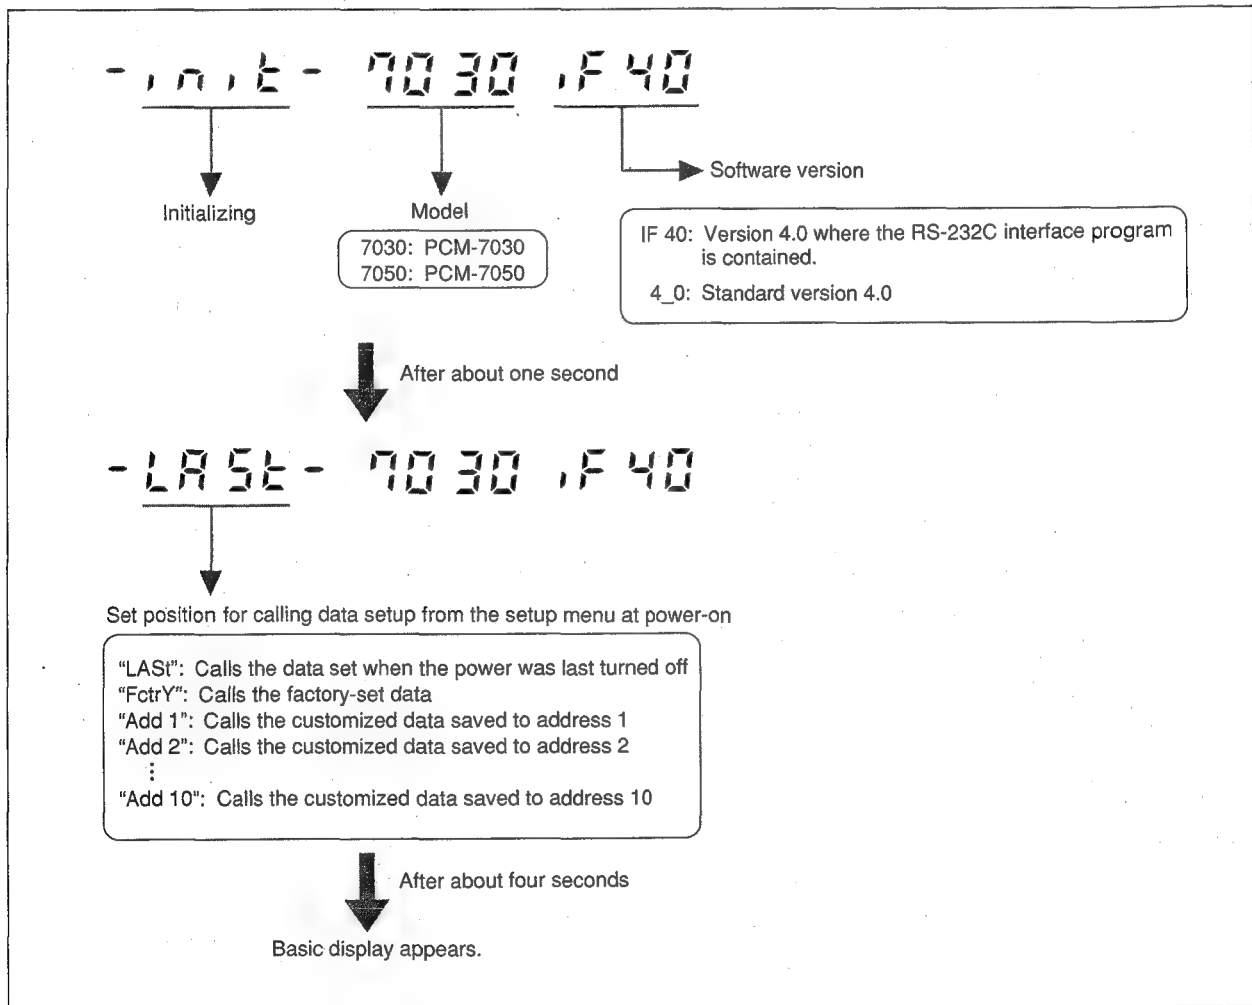 -init- 7030 iF40
Initializing
Model
7030: PCM-7030
7050: PCM-7050
Software version
IF 40: Version 4.0 where the RS-232C interface program
is contained.
4_0: Standard version 4.0
After about one second
-LASt- 7030 iF40
Set position for calling data setup from the setup menu at power-on
"LASt": Calls the data set when the power was last turned off
"FctrY": Calls the factory-set data
"Add 1": Calls the customized data saved to address 1
"Add 2": Calls the customized data saved to address 2
⋮
"Add 10": Calls the customized data saved to address 10
After about four seconds
Basic display appears.